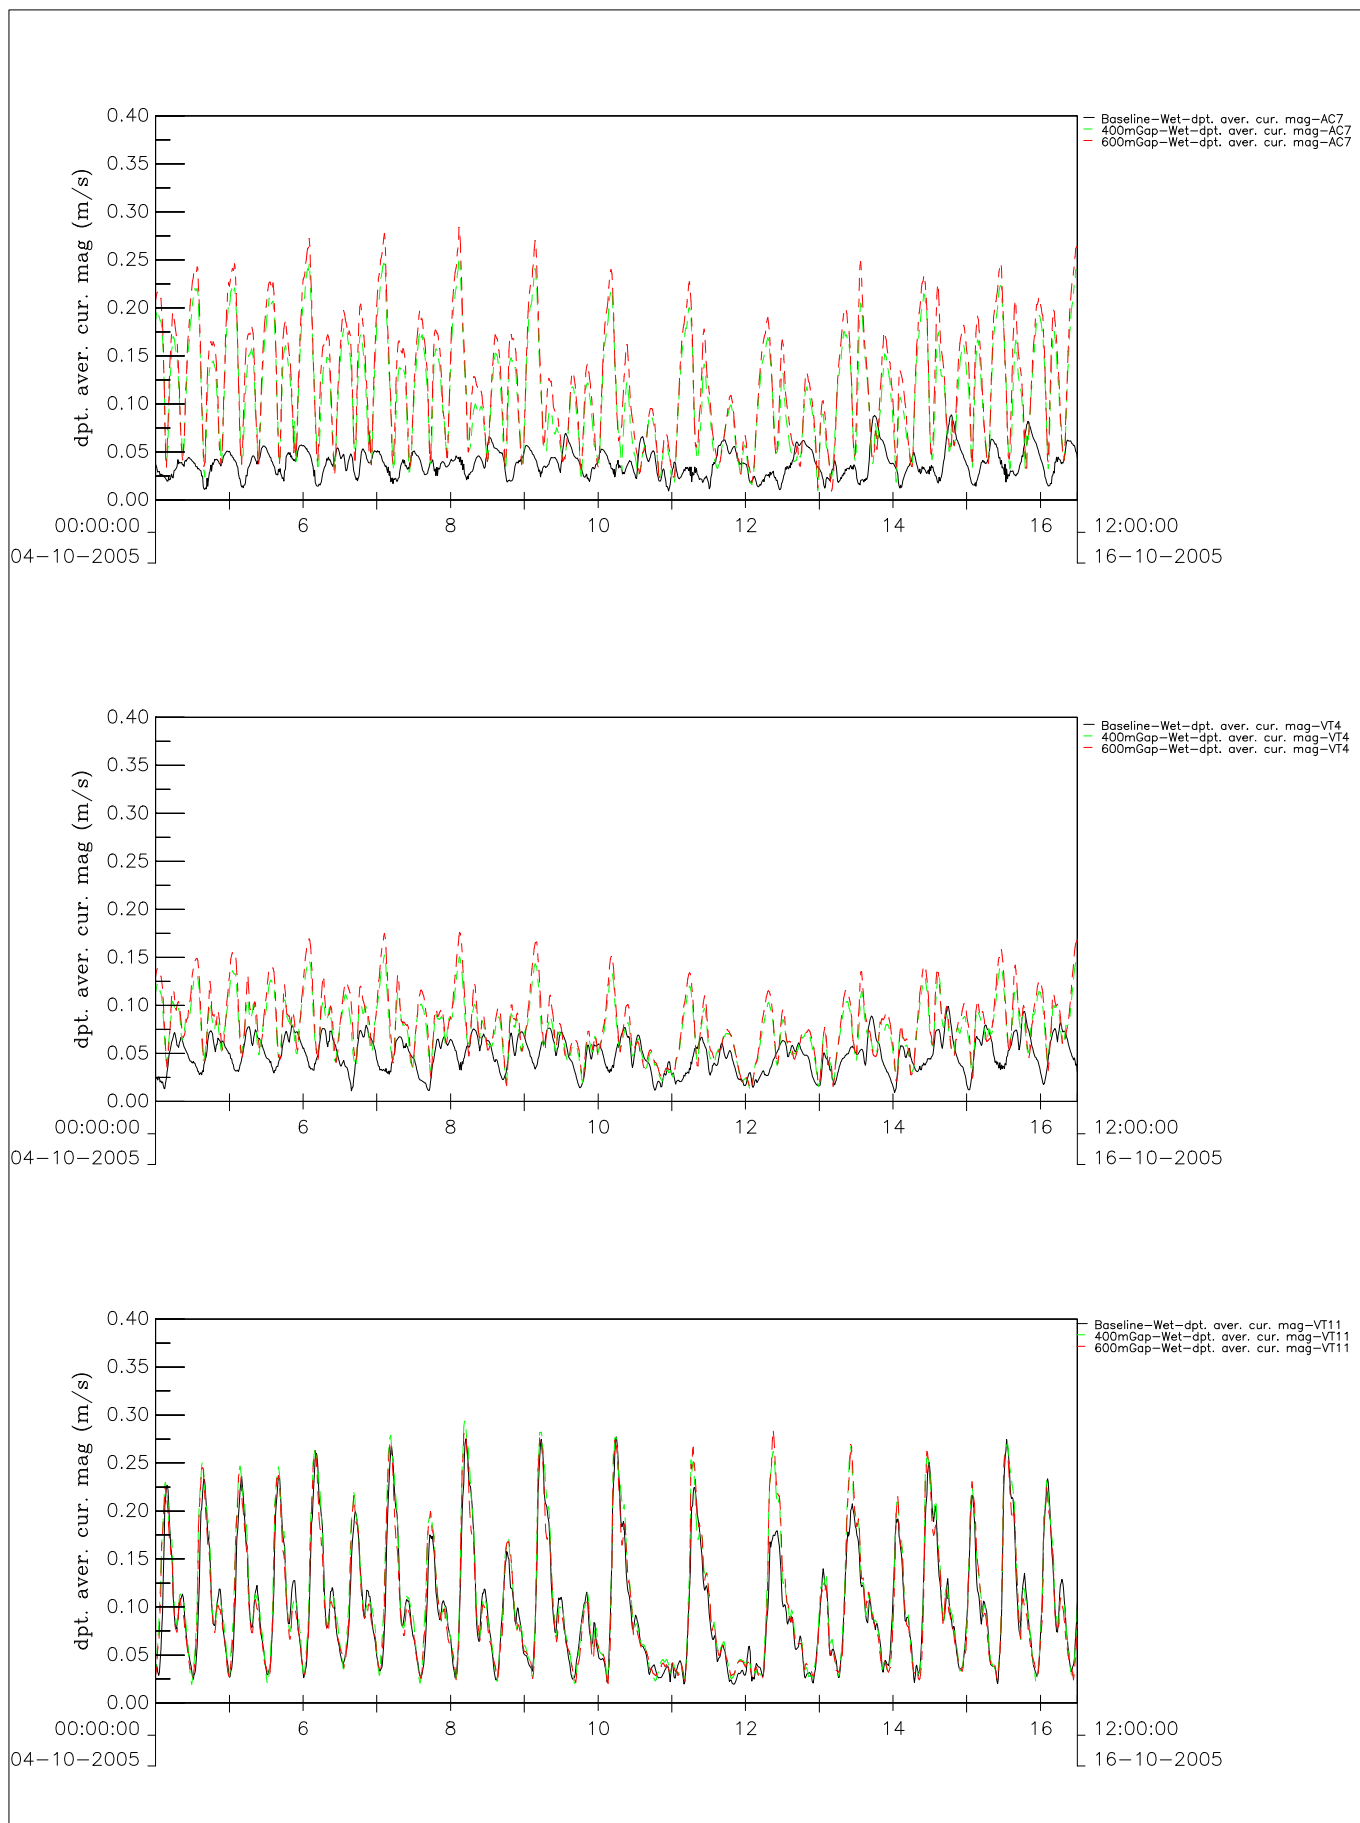 0.40
0.35
0.30
0.25
0.20
0.15
0.10
0.05
0.00
dpt. aver. cur. mag (m/s)
Baseline-Wet-dpt. aver. cur. mag-AC7
400mGap-Wet-dpt. aver. cur. mag-AC7
600mGap-Wet-dpt. aver. cur. mag-AC7
6 8 10 12 14 16
00:00:00 12:00:00
04-10-2005 16-10-2005
0.40
0.35
0.30
0.25
0.20
0.15
0.10
0.05
0.00
dpt. aver. cur. mag (m/s)
Baseline-Wet-dpt. aver. cur. mag-VT4
400mGap-Wet-dpt. aver. cur. mag-VT4
600mGap-Wet-dpt. aver. cur. mag-VT4
6 8 10 12 14 16
00:00:00 12:00:00
04-10-2005 16-10-2005
0.40
0.35
0.30
0.25
0.20
0.15
0.10
0.05
0.00
dpt. aver. cur. mag (m/s)
Baseline-Wet-dpt. aver. cur. mag-VT11
400mGap-Wet-dpt. aver. cur. mag-VT11
600mGap-Wet-dpt. aver. cur. mag-VT11
6 8 10 12 14 16
00:00:00 12:00:00
04-10-2005 16-10-2005